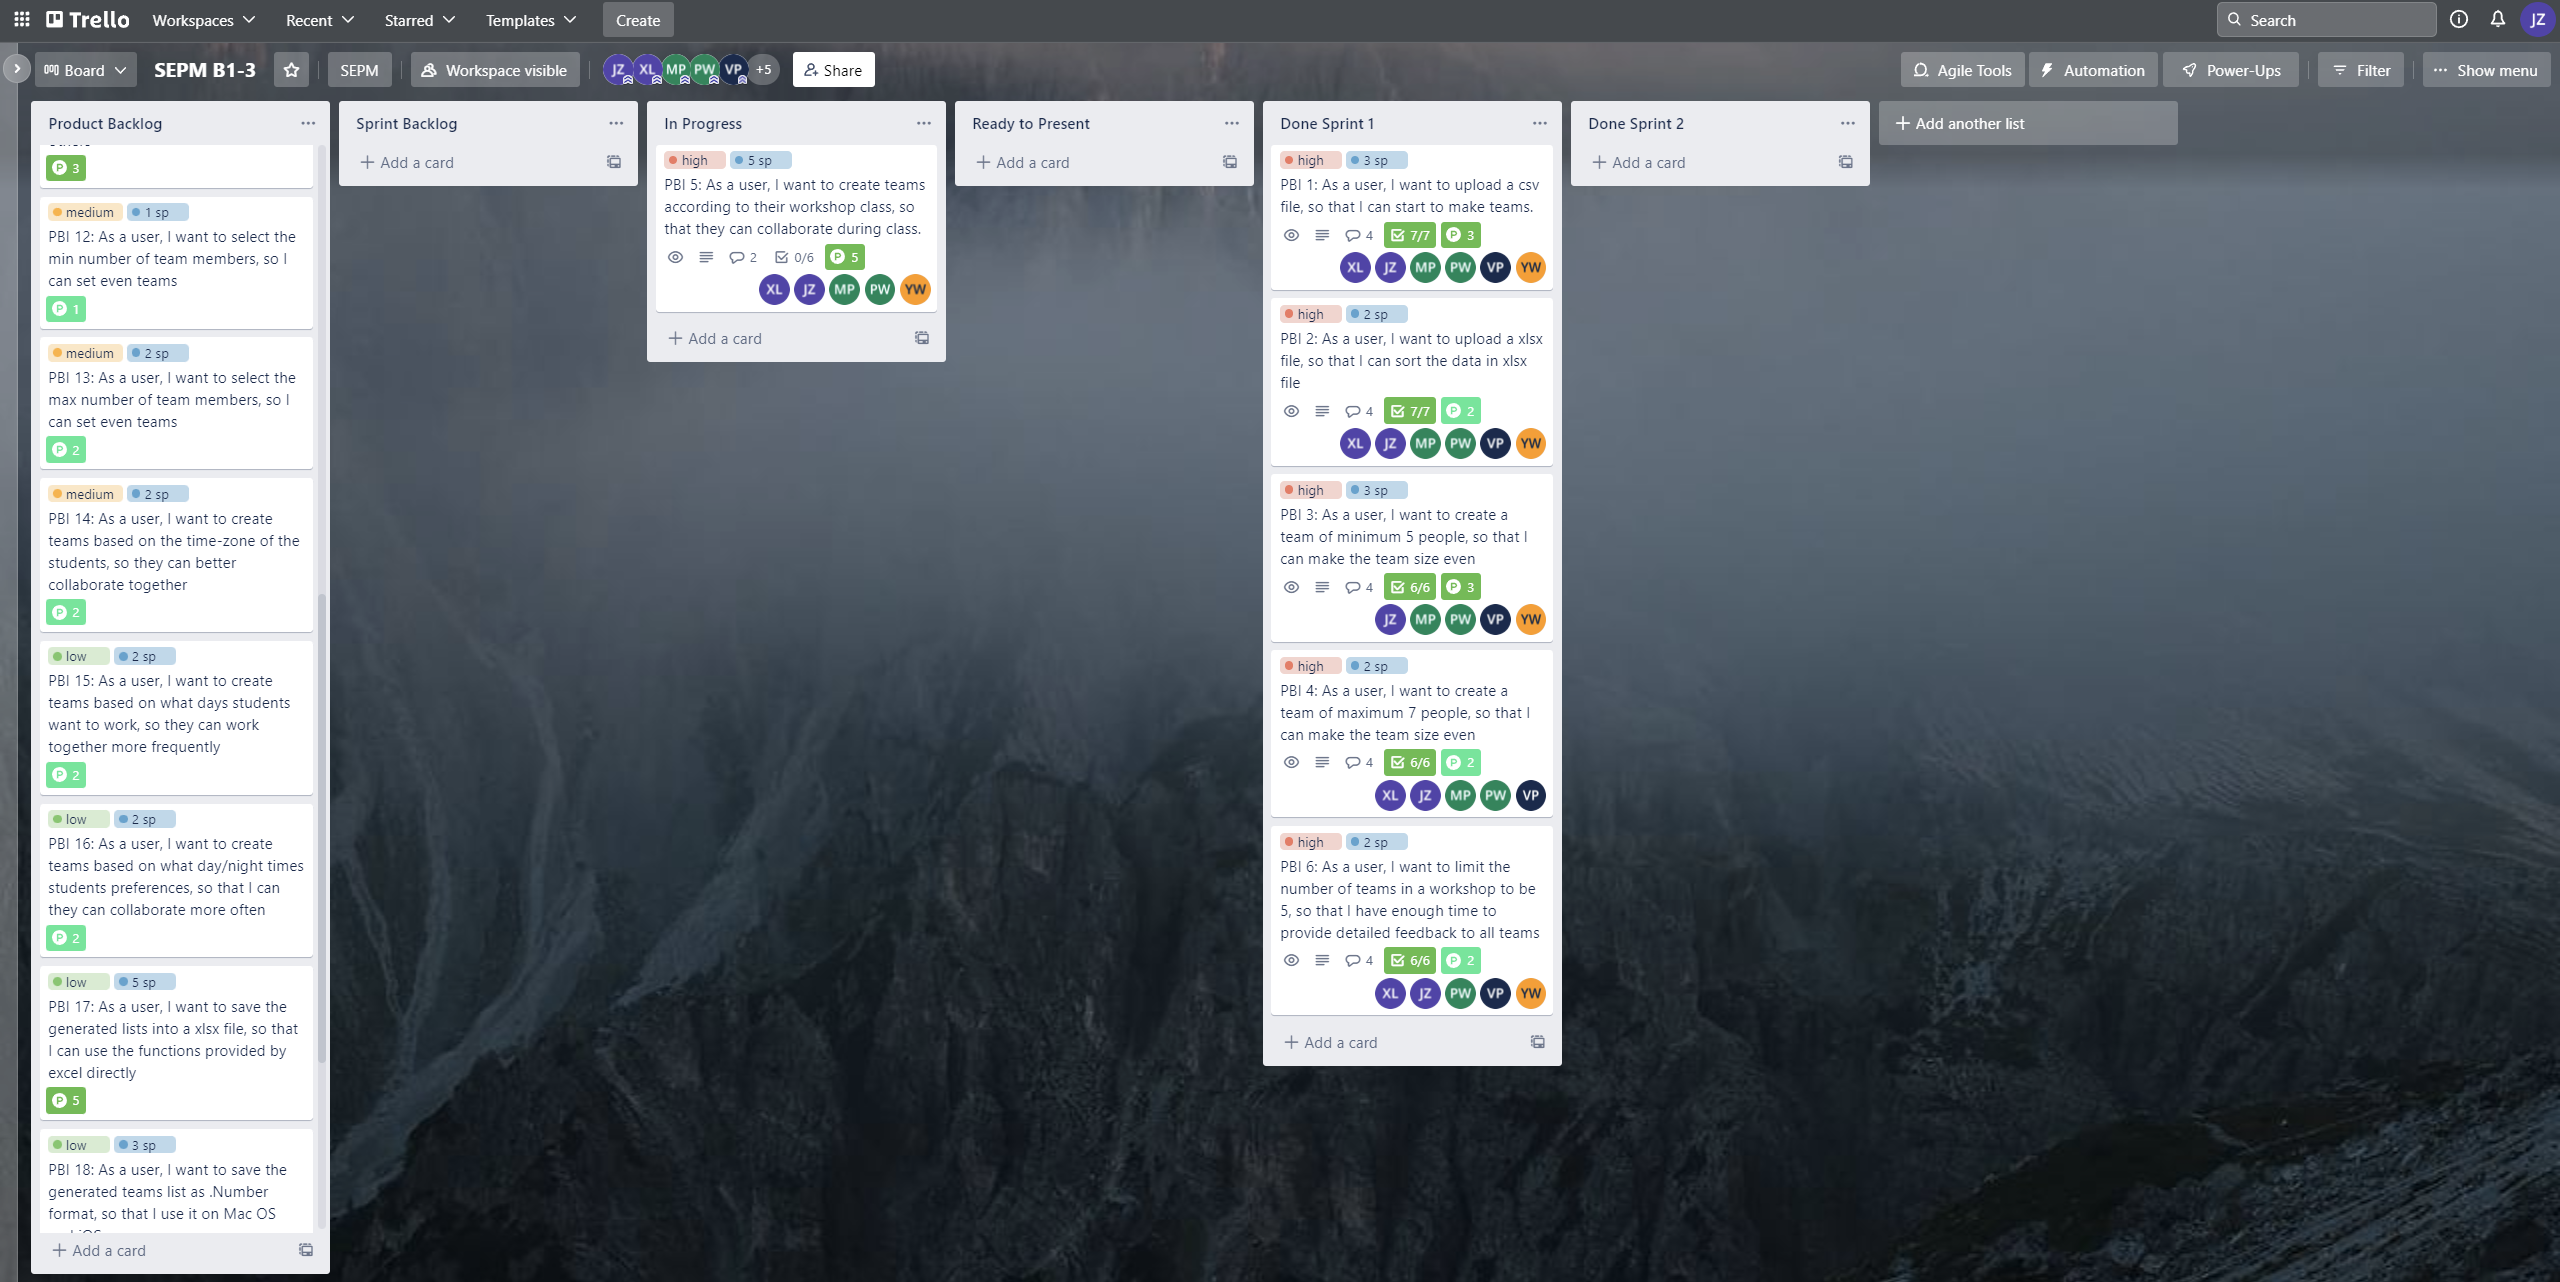 Trello
Workspaces
Recent
Starred
Templates
Create
Search
JZ
Board
SEPM B1-3
SEPM
Workspace visible
JZ XL MP PW VP +5
Share
Agile Tools
Automation
Power-Ups
Filter
Show menu
Product Backlog
P 3
medium 1 sp
PBI 12: As a user, I want to select the
min number of team members, so I
can set even teams
P 1
medium 2 sp
PBI 13: As a user, I want to select the
max number of team members, so I
can set even teams
P 2
medium 2 sp
PBI 14: As a user, I want to create
teams based on the time-zone of the
students, so they can better
collaborate together
P 2
low 2 sp
PBI 15: As a user, I want to create
teams based on what days students
want to work, so they can work
together more frequently
P 2
low 2 sp
PBI 16: As a user, I want to create
teams based on what day/night times
students preferences, so that I can
they can collaborate more often
P 2
low 5 sp
PBI 17: As a user, I want to save the
generated lists into a xlsx file, so that
I can use the functions provided by
excel directly
P 5
low 3 sp
PBI 18: As a user, I want to save the
generated teams list as .Number
format, so that I use it on Mac OS
+ Add a card
Sprint Backlog
+ Add a card
In Progress
high 5 sp
PBI 5: As a user, I want to create teams
according to their workshop class, so
that they can collaborate during class.
2 0/6 P 5
XL JZ MP PW YW
+ Add a card
Ready to Present
+ Add a card
Done Sprint 1
high 3 sp
PBI 1: As a user, I want to upload a csv
file, so that I can start to make teams.
4 7/7 P 3
XL JZ MP PW VP YW
high 2 sp
PBI 2: As a user, I want to upload a xlsx
file, so that I can sort the data in xlsx
file
4 7/7 P 2
XL JZ MP PW VP YW
high 3 sp
PBI 3: As a user, I want to create a
team of minimum 5 people, so that I
can make the team size even
4 6/6 P 3
JZ MP PW VP YW
high 2 sp
PBI 4: As a user, I want to create a
team of maximum 7 people, so that I
can make the team size even
4 6/6 P 2
XL JZ MP PW VP
high 2 sp
PBI 6: As a user, I want to limit the
number of teams in a workshop to be
5, so that I have enough time to
provide detailed feedback to all teams
4 6/6 P 2
XL JZ PW VP YW
+ Add a card
Done Sprint 2
+ Add a card
+ Add another list